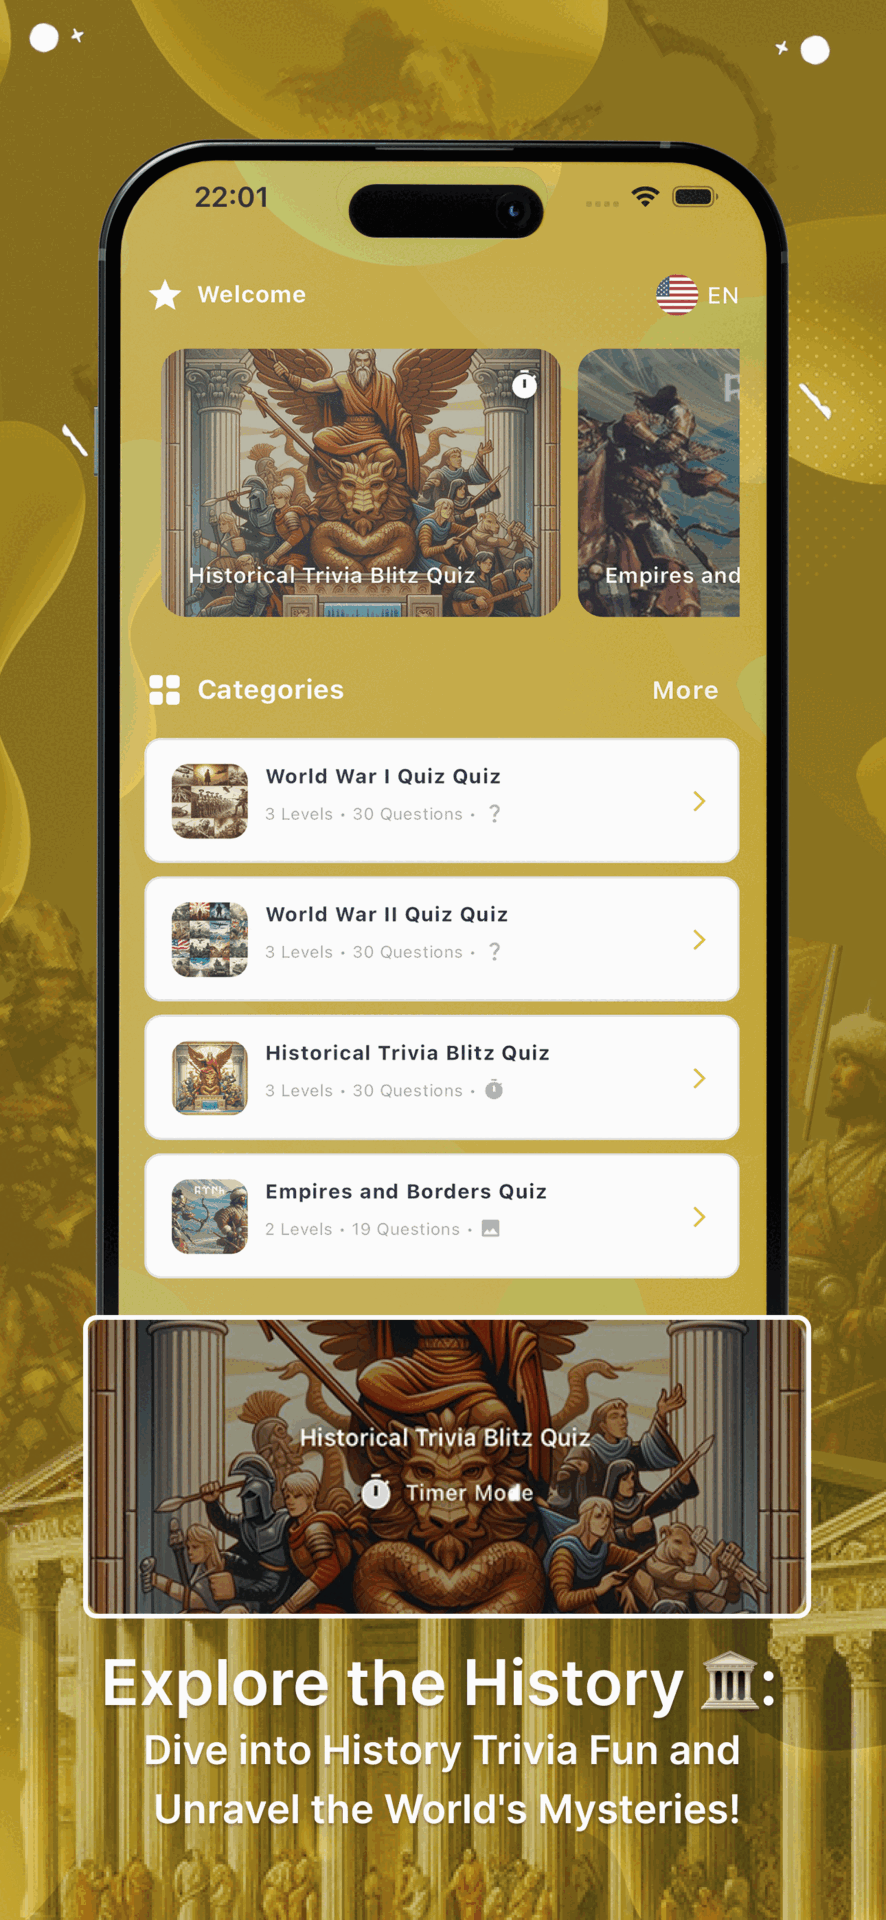 22:01
Welcome
EN
Historical Trivia Blitz Quiz
Empires and
Categories
More
World War I Quiz Quiz
3 Levels • 30 Questions • ?
World War II Quiz Quiz
3 Levels • 30 Questions • ?
Historical Trivia Blitz Quiz
3 Levels • 30 Questions •
Empires and Borders Quiz
2 Levels • 19 Questions •
Historical Trivia Blitz Quiz
Timer Mode
Explore the History 🏛️:
Dive into History Trivia Fun and
Unravel the World's Mysteries!